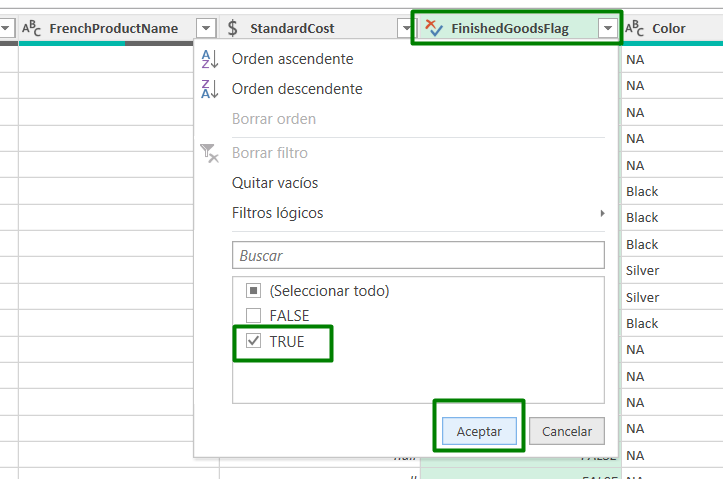 ABC FrenchProductName $ StandardCost FinishedGoodsFlag ABC Color
Orden ascendente NA
Orden descendente NA
Borrar orden NA
NA
Borrar filtro NA
Quitar vacíos Black
Filtros lógicos Black
Black
Buscar
Silver
(Seleccionar todo) Silver
FALSE Black
TRUE NA
NA
NA
Aceptar Cancelar NA
null FALSE NA
FALSE NA